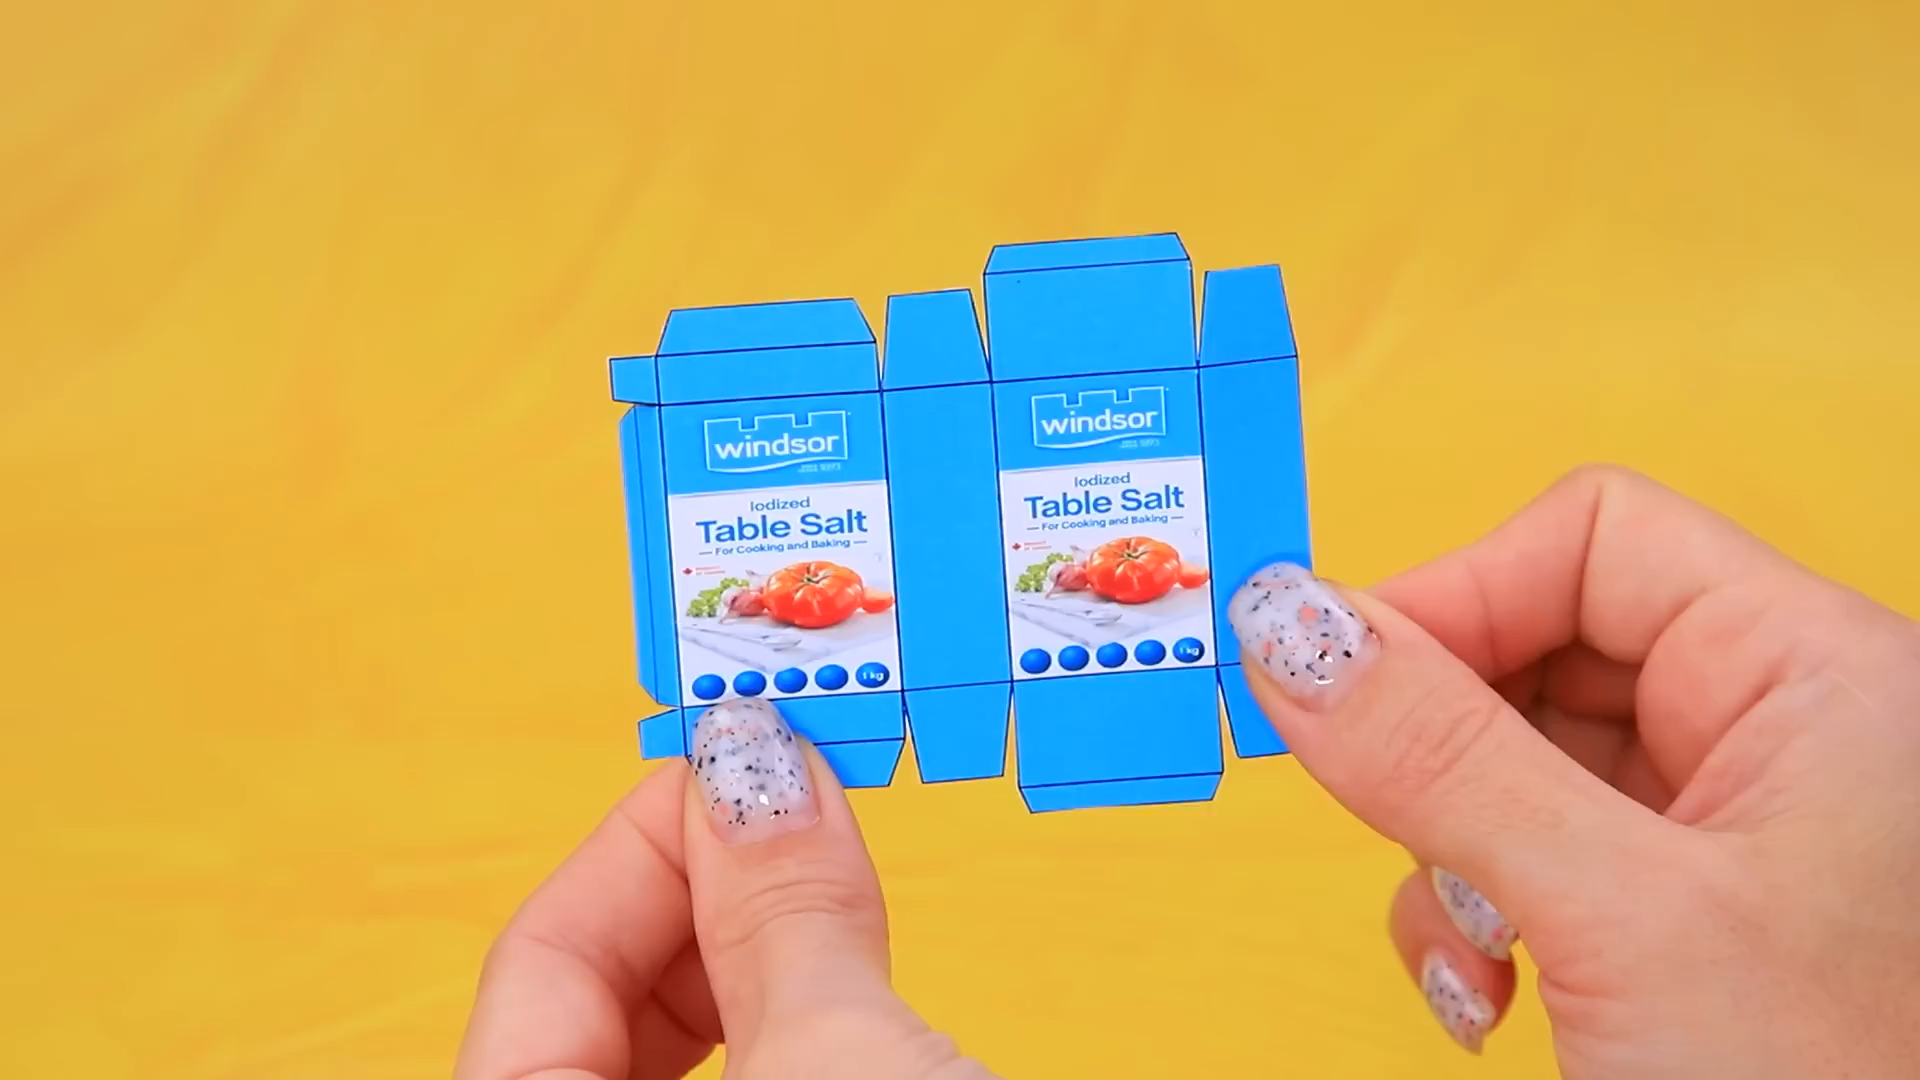 windsor
Iodized
Table Salt
— For Cooking and Baking —
1 kg
windsor
Iodized
Table Salt
— For Cooking and Baking —
1 kg